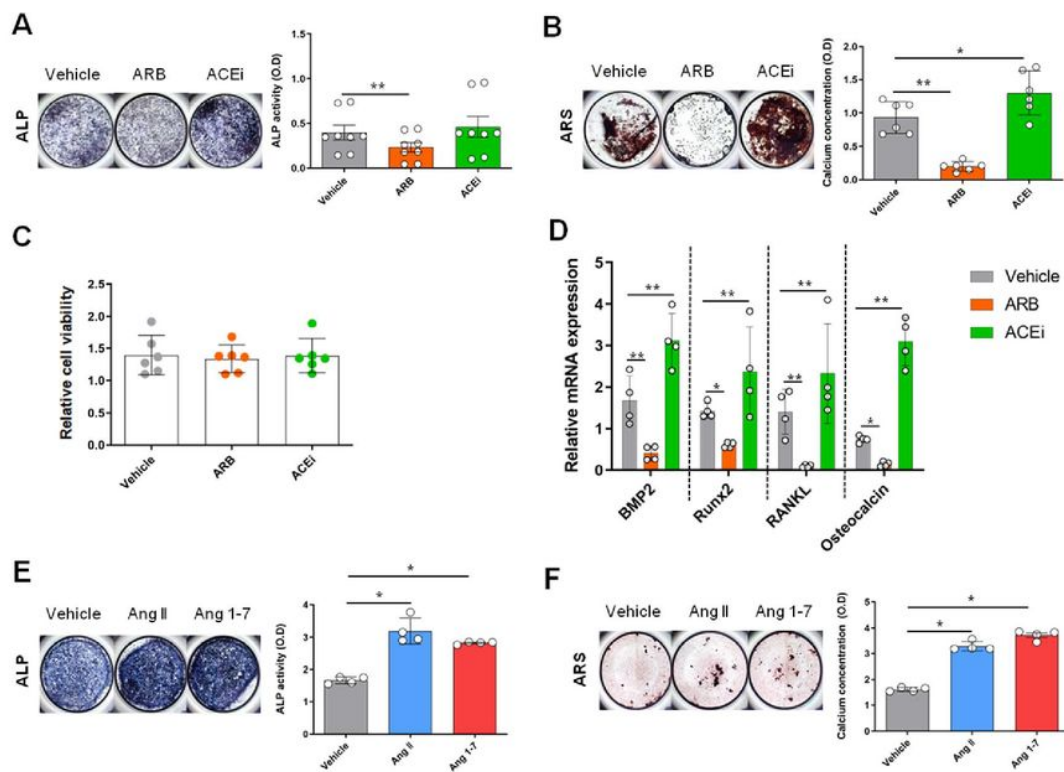 A
Vehicle ARB ACEi
ALP
ALP activity (O.D)
1.5
1.0
0.5
0.0
**
Vehicle
ARB
ACEi
B
Vehicle ARB ACEi
ARS
Calcium concentration (O.D)
2.0
1.5
1.0
0.5
0.0
*
**
Vehicle
ARB
ACEi
C
Relative cell viability
2.5
2.0
1.5
1.0
0.5
0.0
Vehicle
ARB
ACEi
D
Relative mRNA expression
5
4
3
2
1
0
** ** ** **
** * ** *
BMP2
Runx2
RANKL
Osteocalcin
Vehicle
ARB
ACEi
E
Vehicle Ang II Ang 1-7
ALP
ALP activity (O.D)
4
3
2
1
0
*
*
Vehicle
Ang II
Ang 1-7
F
Vehicle Ang II Ang 1-7
ARS
Calcium concentration (O.D)
5
4
3
2
1
0
*
*
Vehicle
Ang II
Ang 1-7